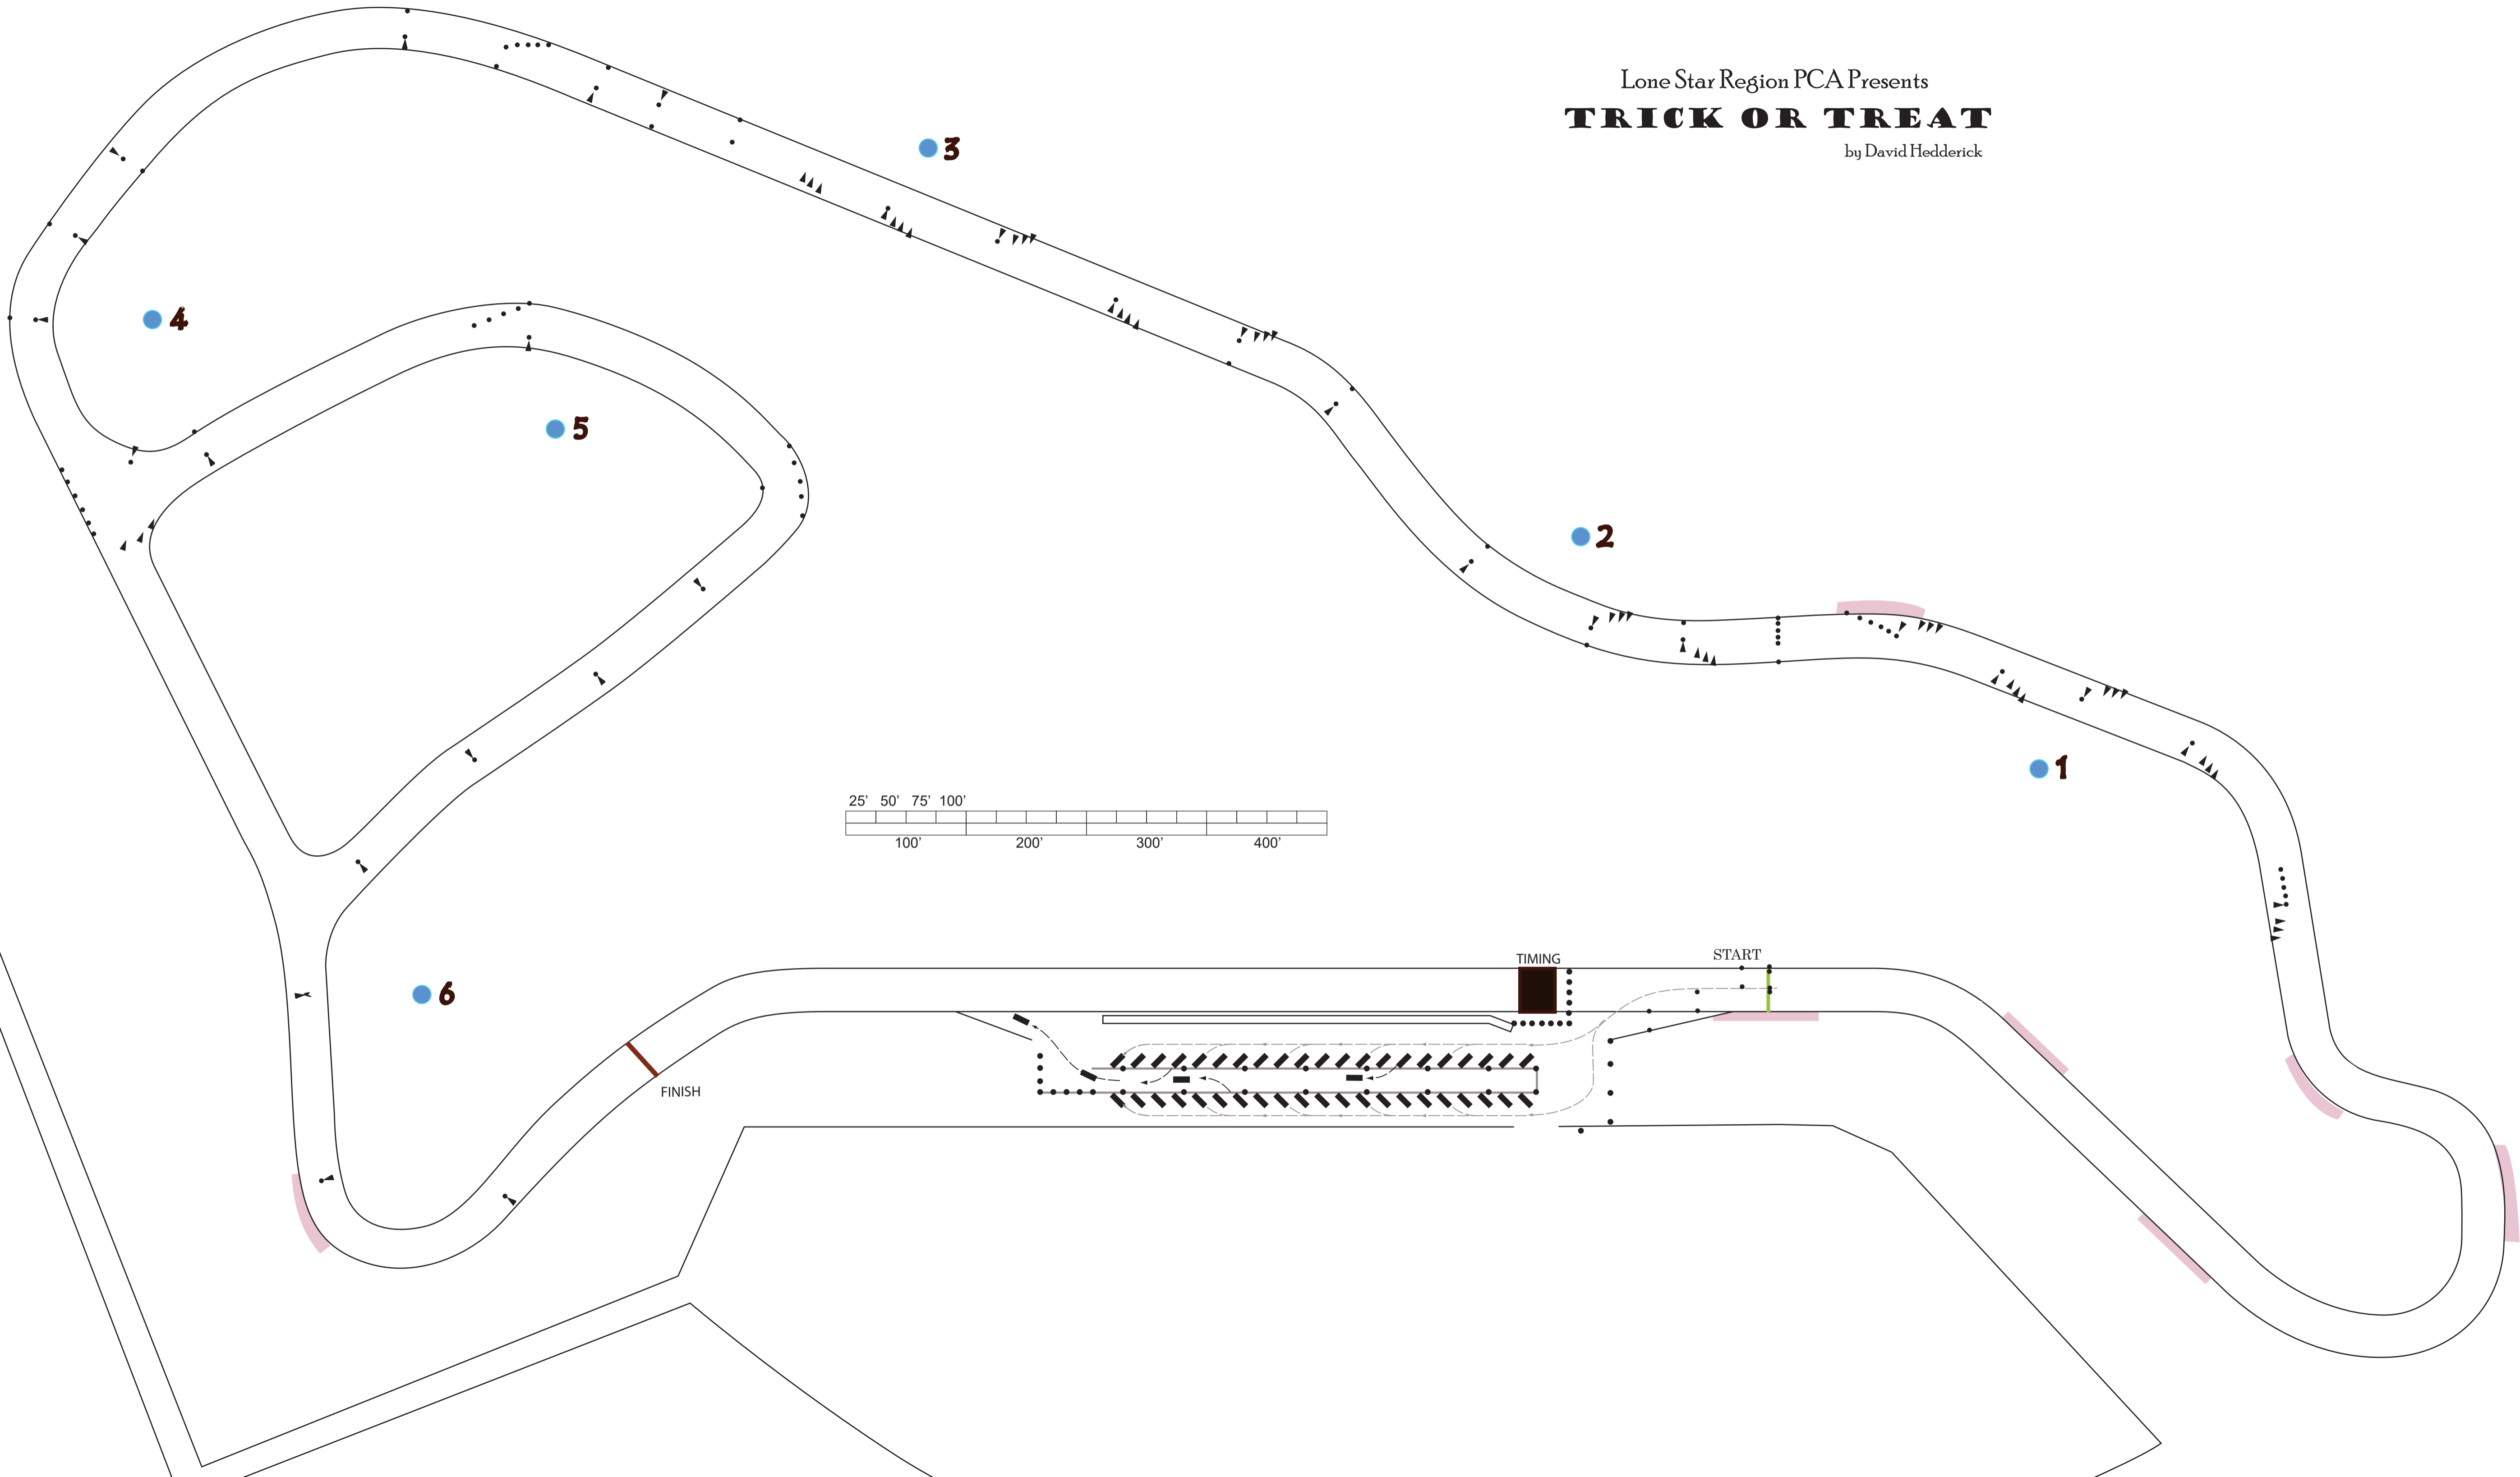 Lone Star Region PCA Presents
TRICK OR TREAT
by David Hedderick
3
4
5
2
1
25' 50' 75' 100'
100' 200' 300' 400'
START
TIMING
6
FINISH